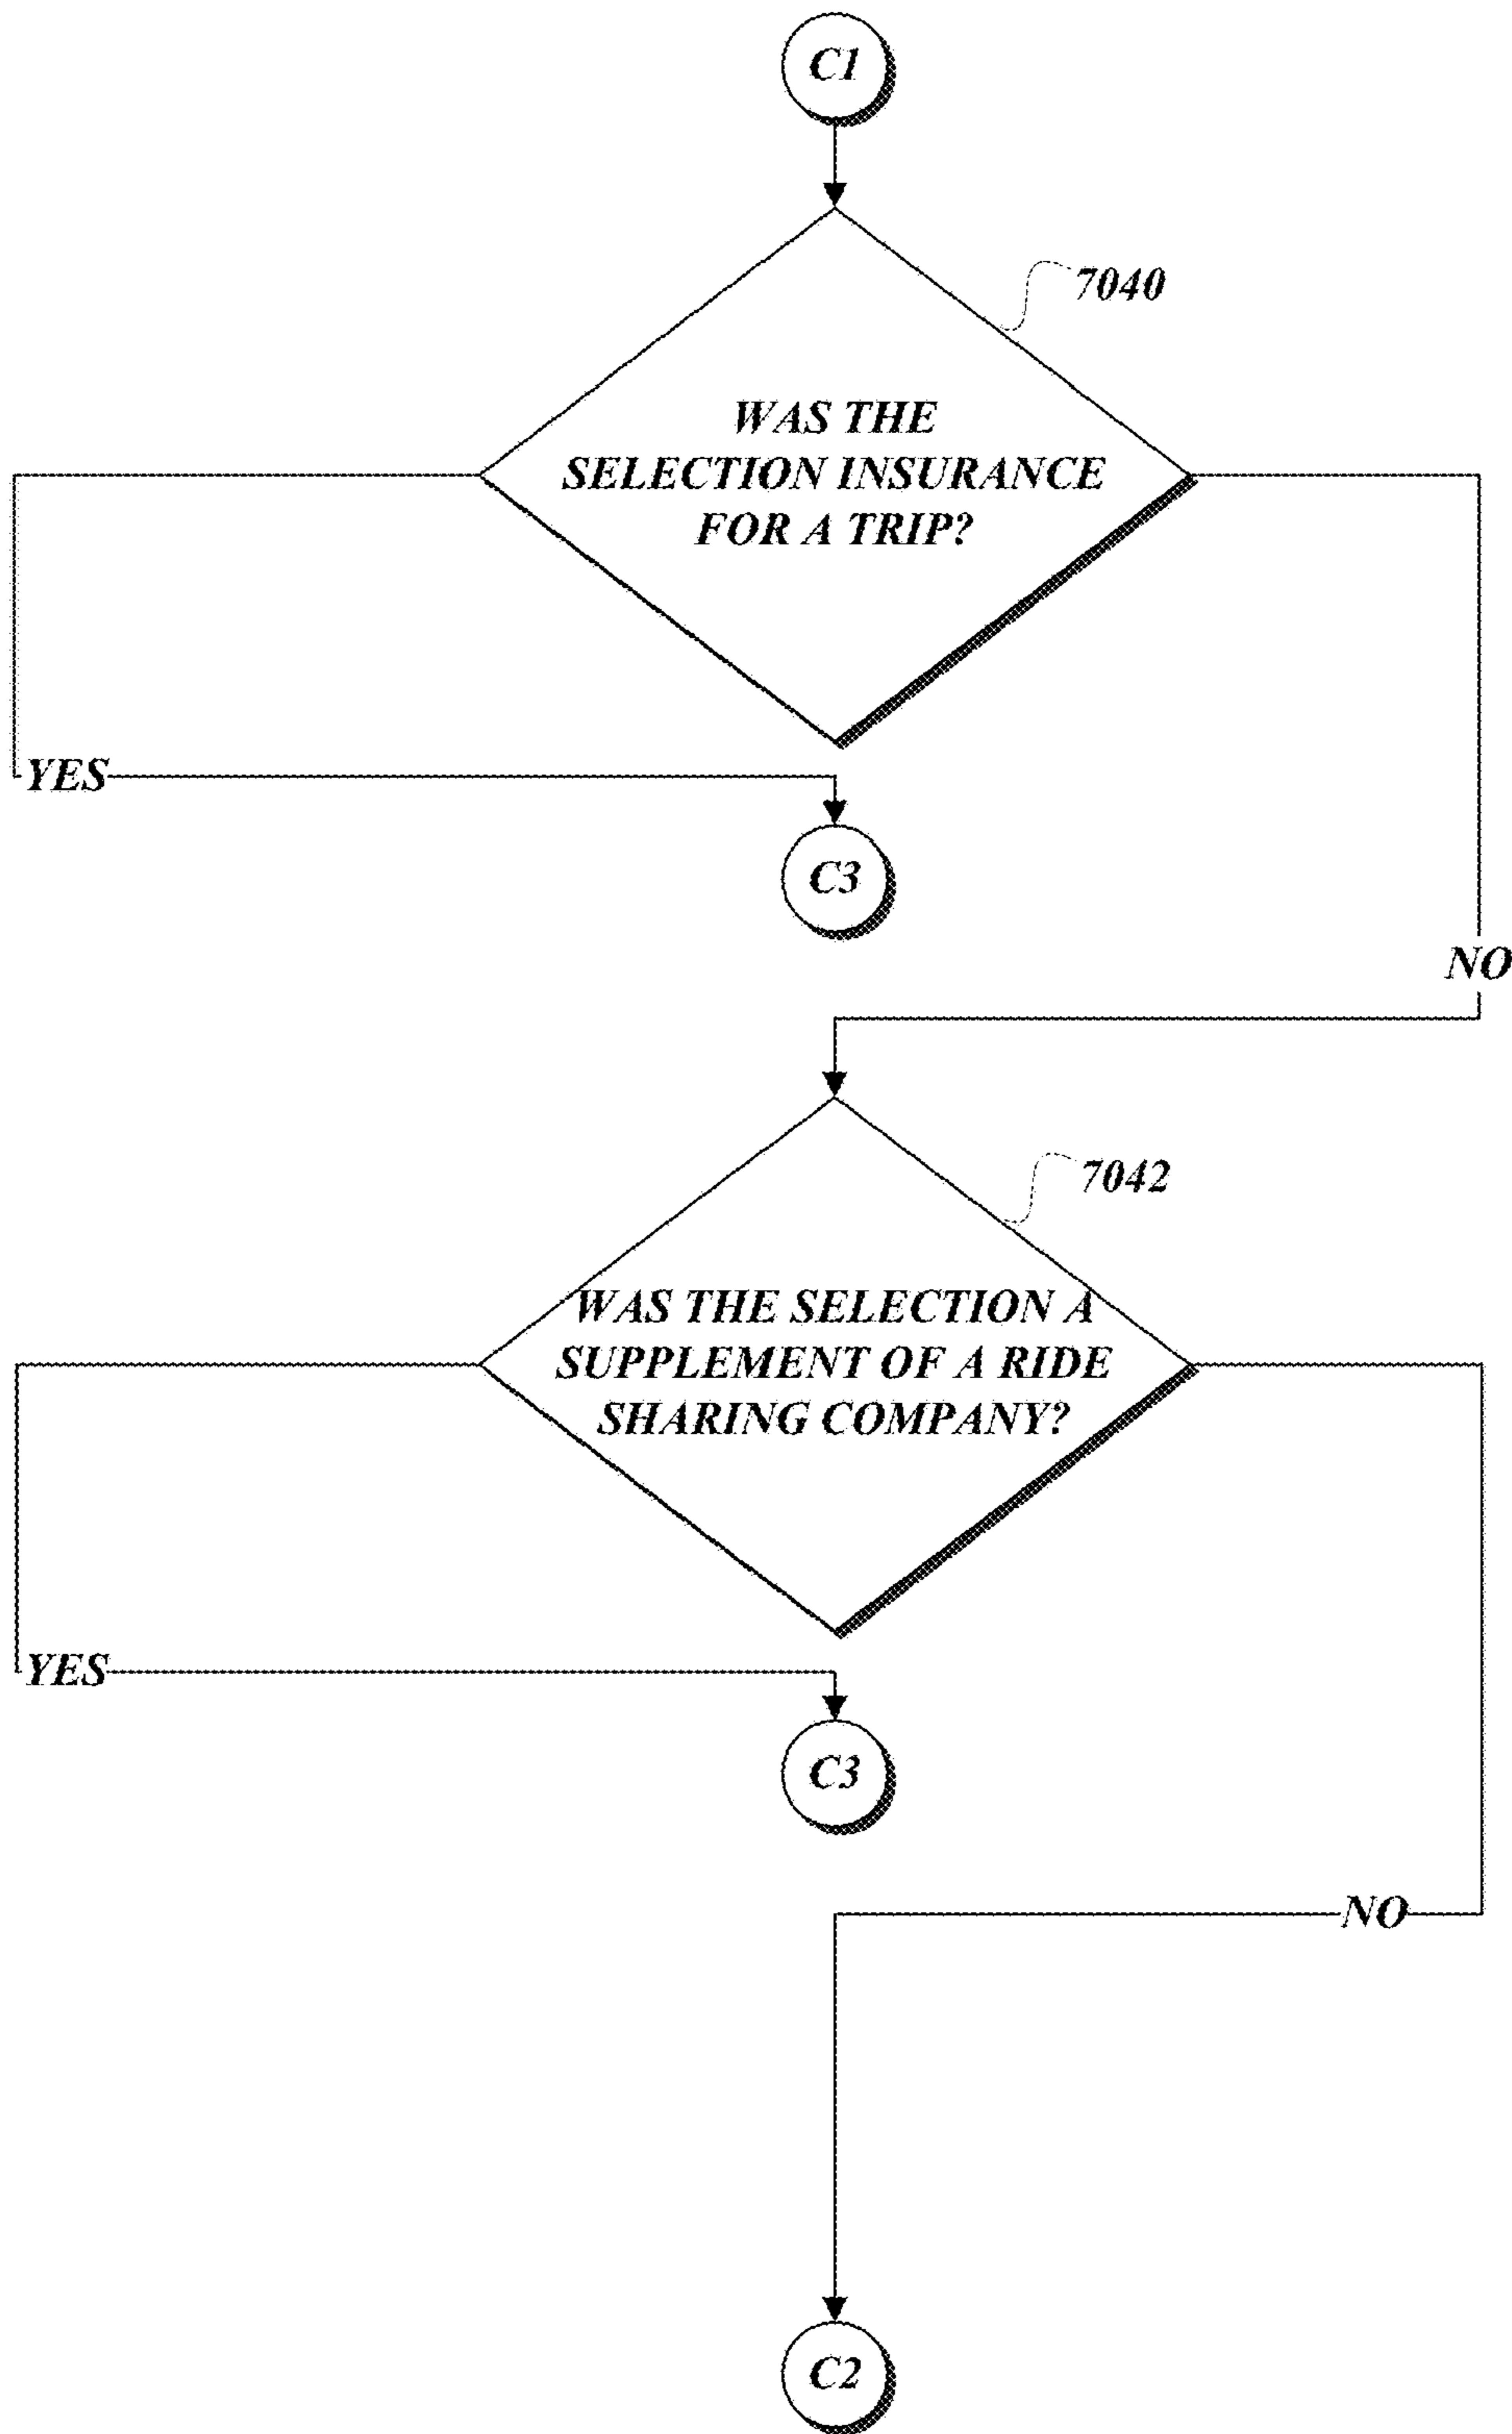 C1
7040
WAS THE
SELECTION INSURANCE
FOR A TRIP?
YES
C3
NO
7042
WAS THE SELECTION A
SUPPLEMENT OF A RIDE
SHARING COMPANY?
YES
C3
NO
C2